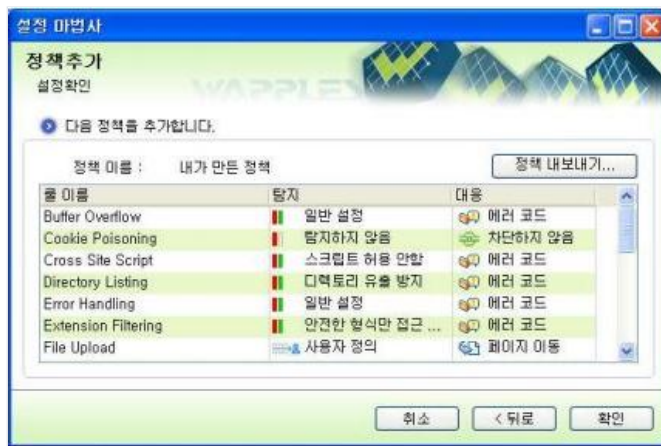 설정 마법사
정책추가
설정확인
WAPPLES
다음 정책을 추가합니다.
정책 이름 : 내가 만든 정책 정책 내보내기...
룰 이름 탐지 대응
Buffer Overflow 일반 설정 에러 코드
Cookie Poisoning 탐지하지 않음 차단하지 않음
Cross Site Script 스크립트 허용 안함 에러 코드
Directory Listing 디렉토리 유출 방지 에러 코드
Error Handling 일반 설정 에러 코드
Extension Filtering 안전한 형식만 접근 ... 에러 코드
File Upload 사용자 정의 페이지 이동
취소 < 뒤로 확인